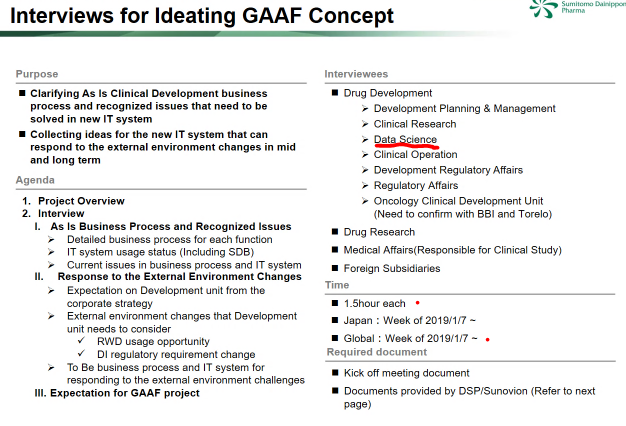 Interviews for Ideating GAAF Concept
Sumitomo Dainippon
Pharma
Purpose
■ Clarifying As Is Clinical Development business
process and recognized issues that need to be
solved in new IT system
■ Collecting ideas for the new IT system that can
respond to the external environment changes in mid
and long term
Agenda
1. Project Overview
2. Interview
I. As Is Business Process and Recognized Issues
➢ Detailed business process for each function
➢ IT system usage status (Including SDB)
➢ Current issues in business process and IT system
II. Response to the External Environment Changes
➢ Expectation on Development unit from the
corporate strategy
➢ External environment changes that Development
unit needs to consider
✓ RWD usage opportunity
✓ DI regulatory requirement change
➢ To Be business process and IT system for
responding to the external environment challenges
III. Expectation for GAAF project
Interviewees
■ Drug Development
➢ Development Planning & Management
➢ Clinical Research
➢ Data Science
➢ Clinical Operation
➢ Development Regulatory Affairs
➢ Regulatory Affairs
➢ Oncology Clinical Development Unit
(Need to confirm with BBI and Torelo)
■ Drug Research
■ Medical Affairs(Responsible for Clinical Study)
■ Foreign Subsidiaries
Time
■ 1.5hour each
■ Japan：Week of 2019/1/7 ~
■ Global：Week of 2019/1/7 ~
Required document
■ Kick off meeting document
■ Documents provided by DSP/Sunovion (Refer to next
page)